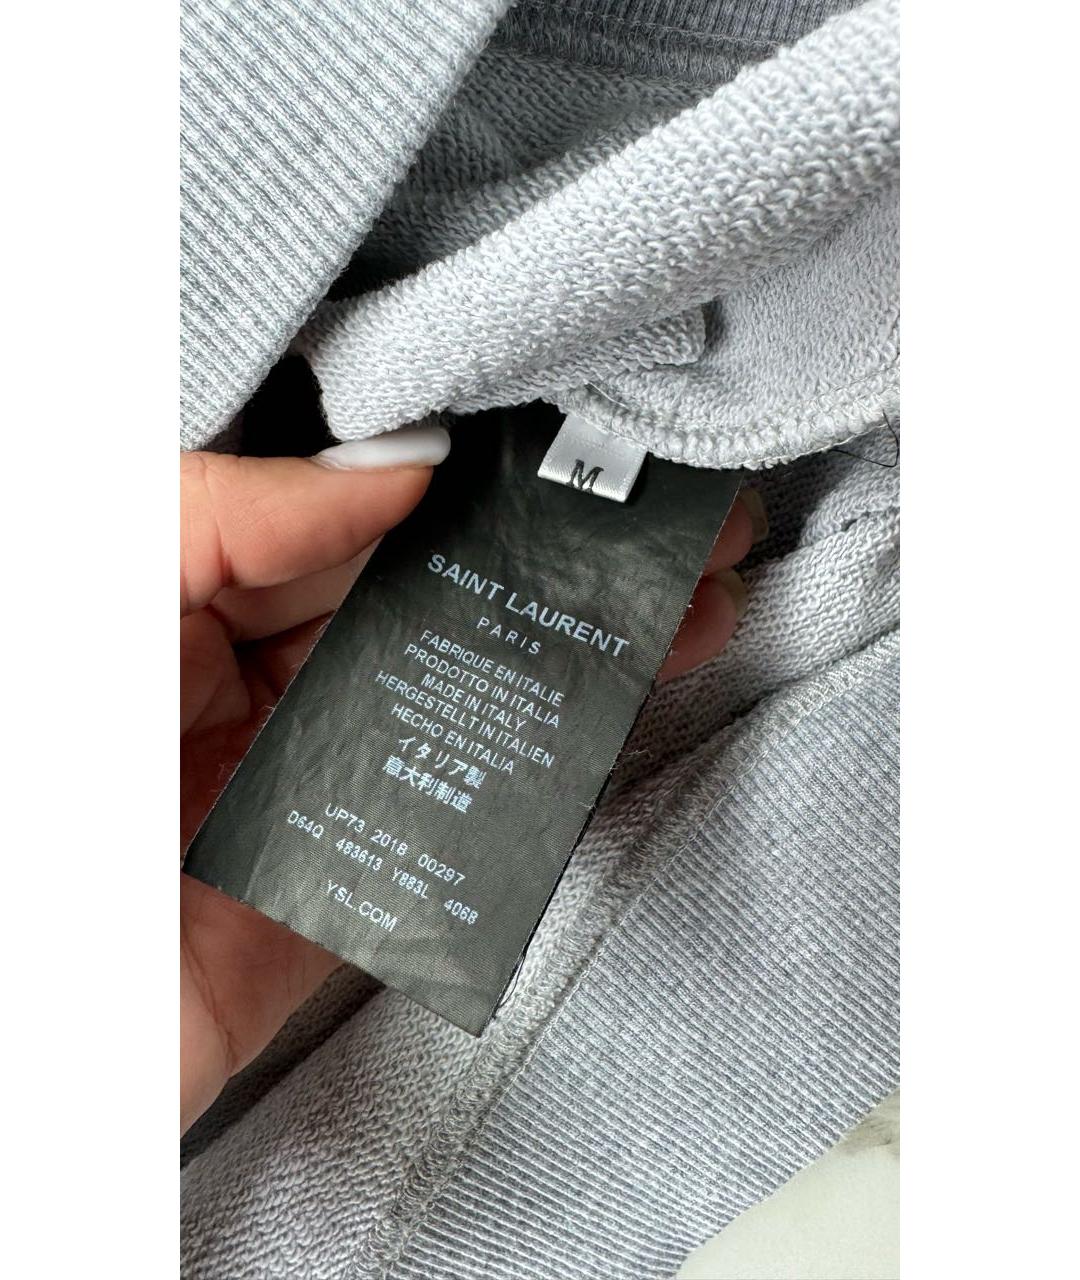 M
SAINT LAURENT
PARIS
FABRIQUE EN ITALIE
PRODOTTO IN ITALIA
MADE IN ITALY
HERGESTELLT IN ITALIEN
HECHO EN ITALIA
イタリア製
意大利制造
UP73 2018 00297
D64Q 483613 Y883L 4068
YSL.COM